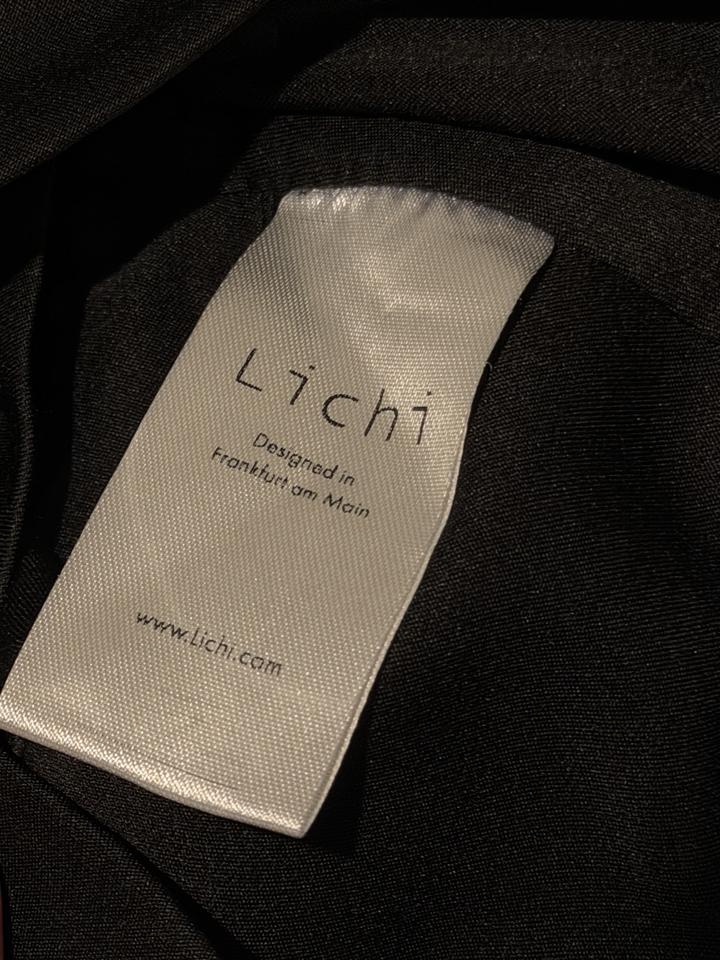 Lichi
Designed in
Frankfurt am Main
www.Lichi.com